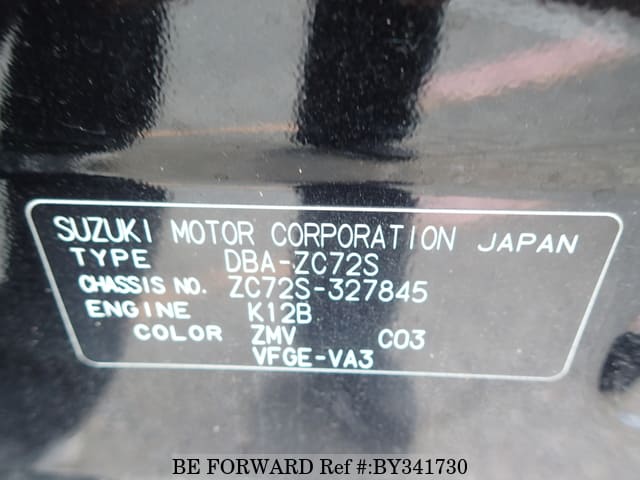 SUZUKI MOTOR CORPORATION JAPAN
TYPE DBA-ZC72S
CHASSIS NO. ZC72S-327845
ENGINE K12B
COLOR ZMV C03
VFGE-VA3
BE FORWARD Ref #:BY341730